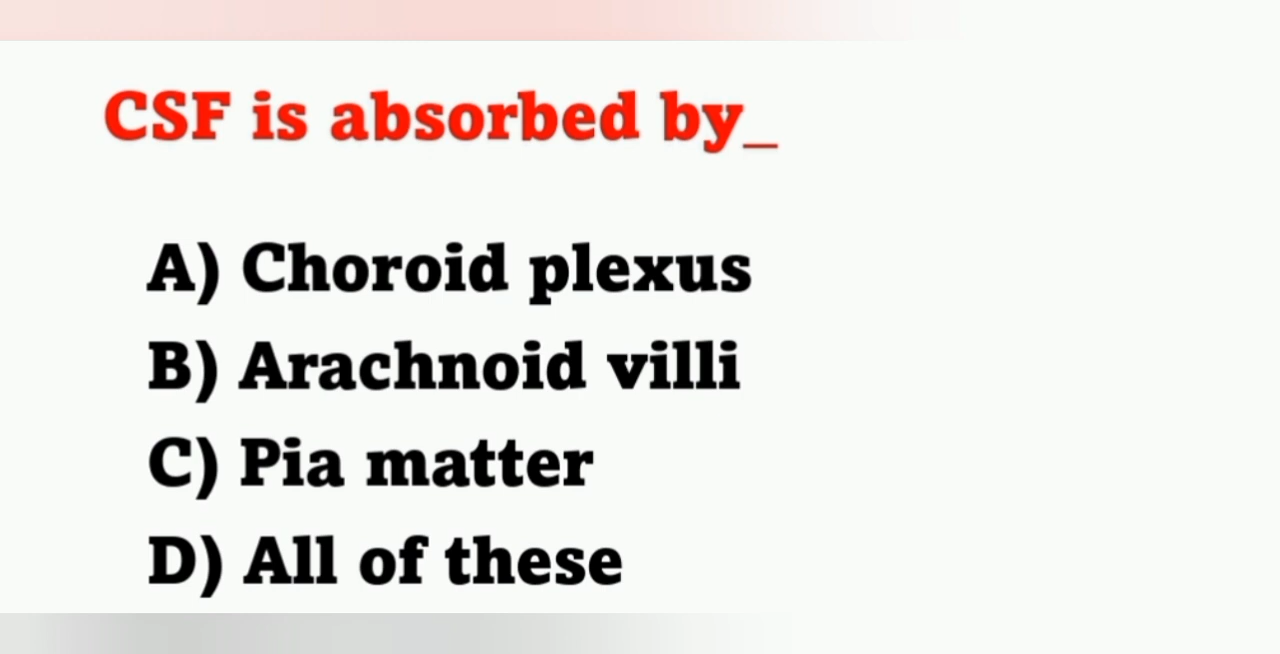 CSF is absorbed by_
A) Choroid plexus
B) Arachnoid villi
C) Pia matter
D) All of these